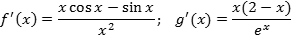 f′(x) = (x cos x − sin x)/x²;   g′(x) = x(2 − x)/eˣ